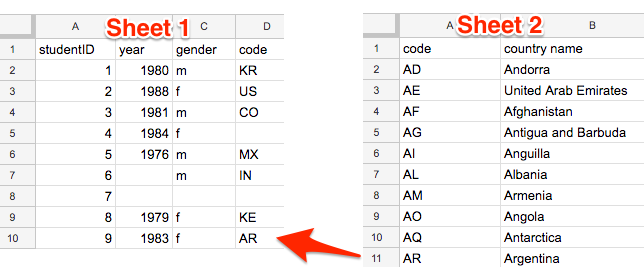 Sheet 1
A B C D
1 studentID year gender code
2 1 1980 m KR
3 2 1988 f US
4 3 1981 m CO
5 4 1984 f
6 5 1976 m MX
7 6 m IN
8 7
9 8 1979 f KE
10 9 1983 f AR
Sheet 2
A B
1 code country name
2 AD Andorra
3 AE United Arab Emirates
4 AF Afghanistan
5 AG Antigua and Barbuda
6 AI Anguilla
7 AL Albania
8 AM Armenia
9 AO Angola
10 AQ Antarctica
11 AR Argentina